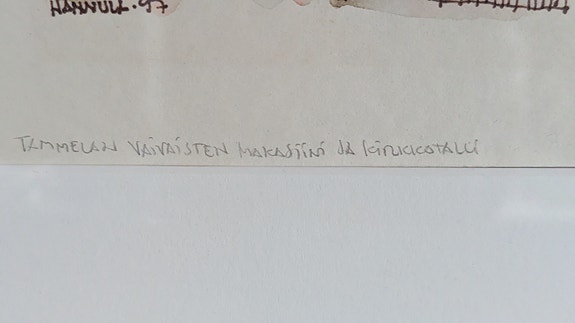 HANNULA -97
TAMMELAN VAIVAISTEN MAKASIINI JA KIRKKOTALLI